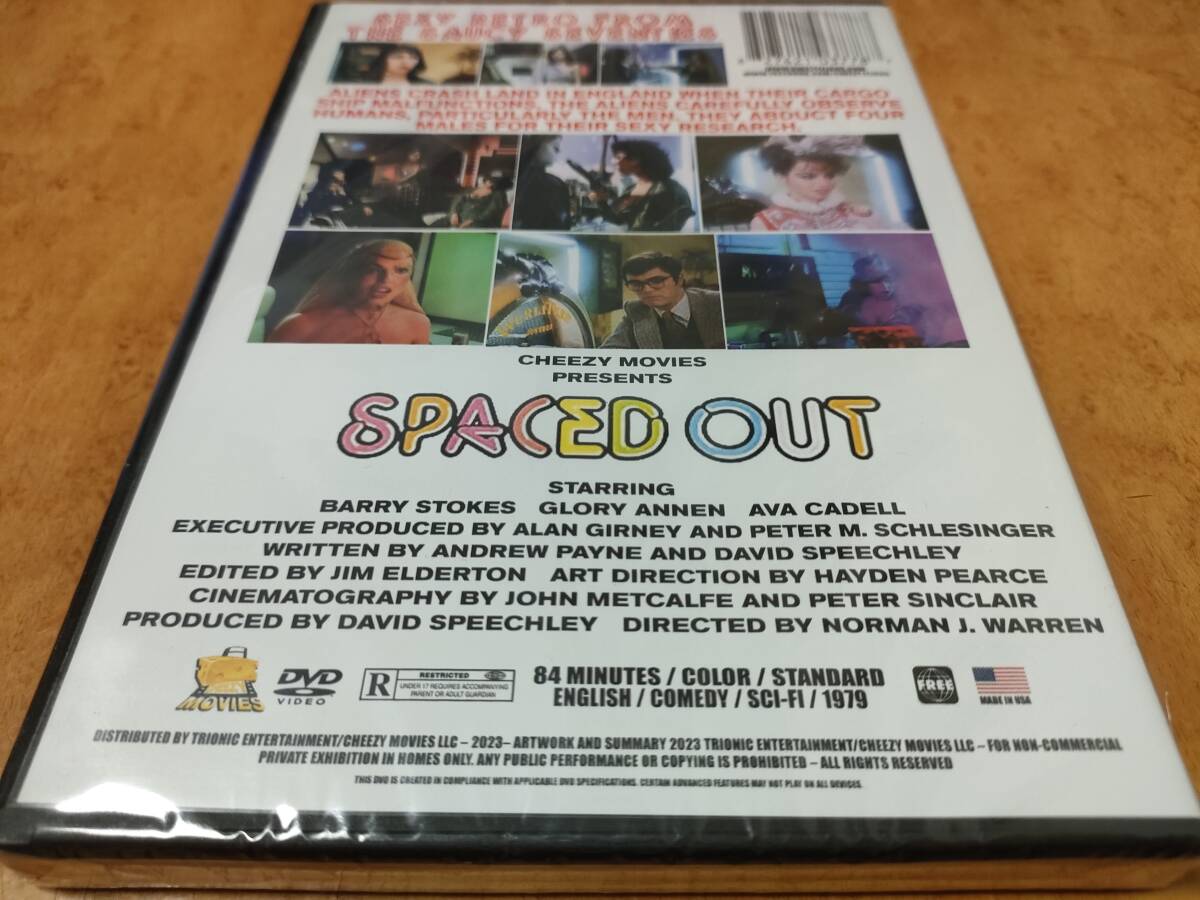 SEXY RETRO FROM
THE SAUCY SEVENTIES
ALIENS CRASH LAND IN ENGLAND WHEN THEIR CARGO
SHIP MALFUNCTIONS. THE ALIENS CAREFULLY OBSERVE
HUMANS, PARTICULARLY THE MEN. THEY ABDUCT FOUR
MALES FOR THEIR SEXY RESEARCH.
CHEEZY MOVIES
PRESENTS
SPACED OUT
STARRING
BARRY STOKES GLORY ANNEN AVA CADELL
EXECUTIVE PRODUCED BY ALAN GIRNEY AND PETER M. SCHLESINGER
WRITTEN BY ANDREW PAYNE AND DAVID SPEECHLEY
EDITED BY JIM ELDERTON ART DIRECTION BY HAYDEN PEARCE
CINEMATOGRAPHY BY JOHN METCALFE AND PETER SINCLAIR
PRODUCED BY DAVID SPEECHLEY DIRECTED BY NORMAN J. WARREN
MOVIES
DVD
VIDEO
R
RESTRICTED
UNDER 17 REQUIRES ACCOMPANYING
PARENT OR ADULT GUARDIAN
84 MINUTES / COLOR / STANDARD
ENGLISH / COMEDY / SCI-FI / 1979
FREE
MADE IN USA
DISTRIBUTED BY TRIONIC ENTERTAINMENT/CHEEZY MOVIES LLC – 2023– ARTWORK AND SUMMARY 2023 TRIONIC ENTERTAINMENT/CHEEZY MOVIES LLC – FOR NON-COMMERCIAL
PRIVATE EXHIBITION IN HOMES ONLY. ANY PUBLIC PERFORMANCE OR COPYING IS PROHIBITED – ALL RIGHTS RESERVED
THIS DVD IS CREATED IN COMPLIANCE WITH APPLICABLE DVD SPECIFICATIONS. CERTAIN ADVANCED FEATURES MAY NOT PLAY ON ALL DEVICES.